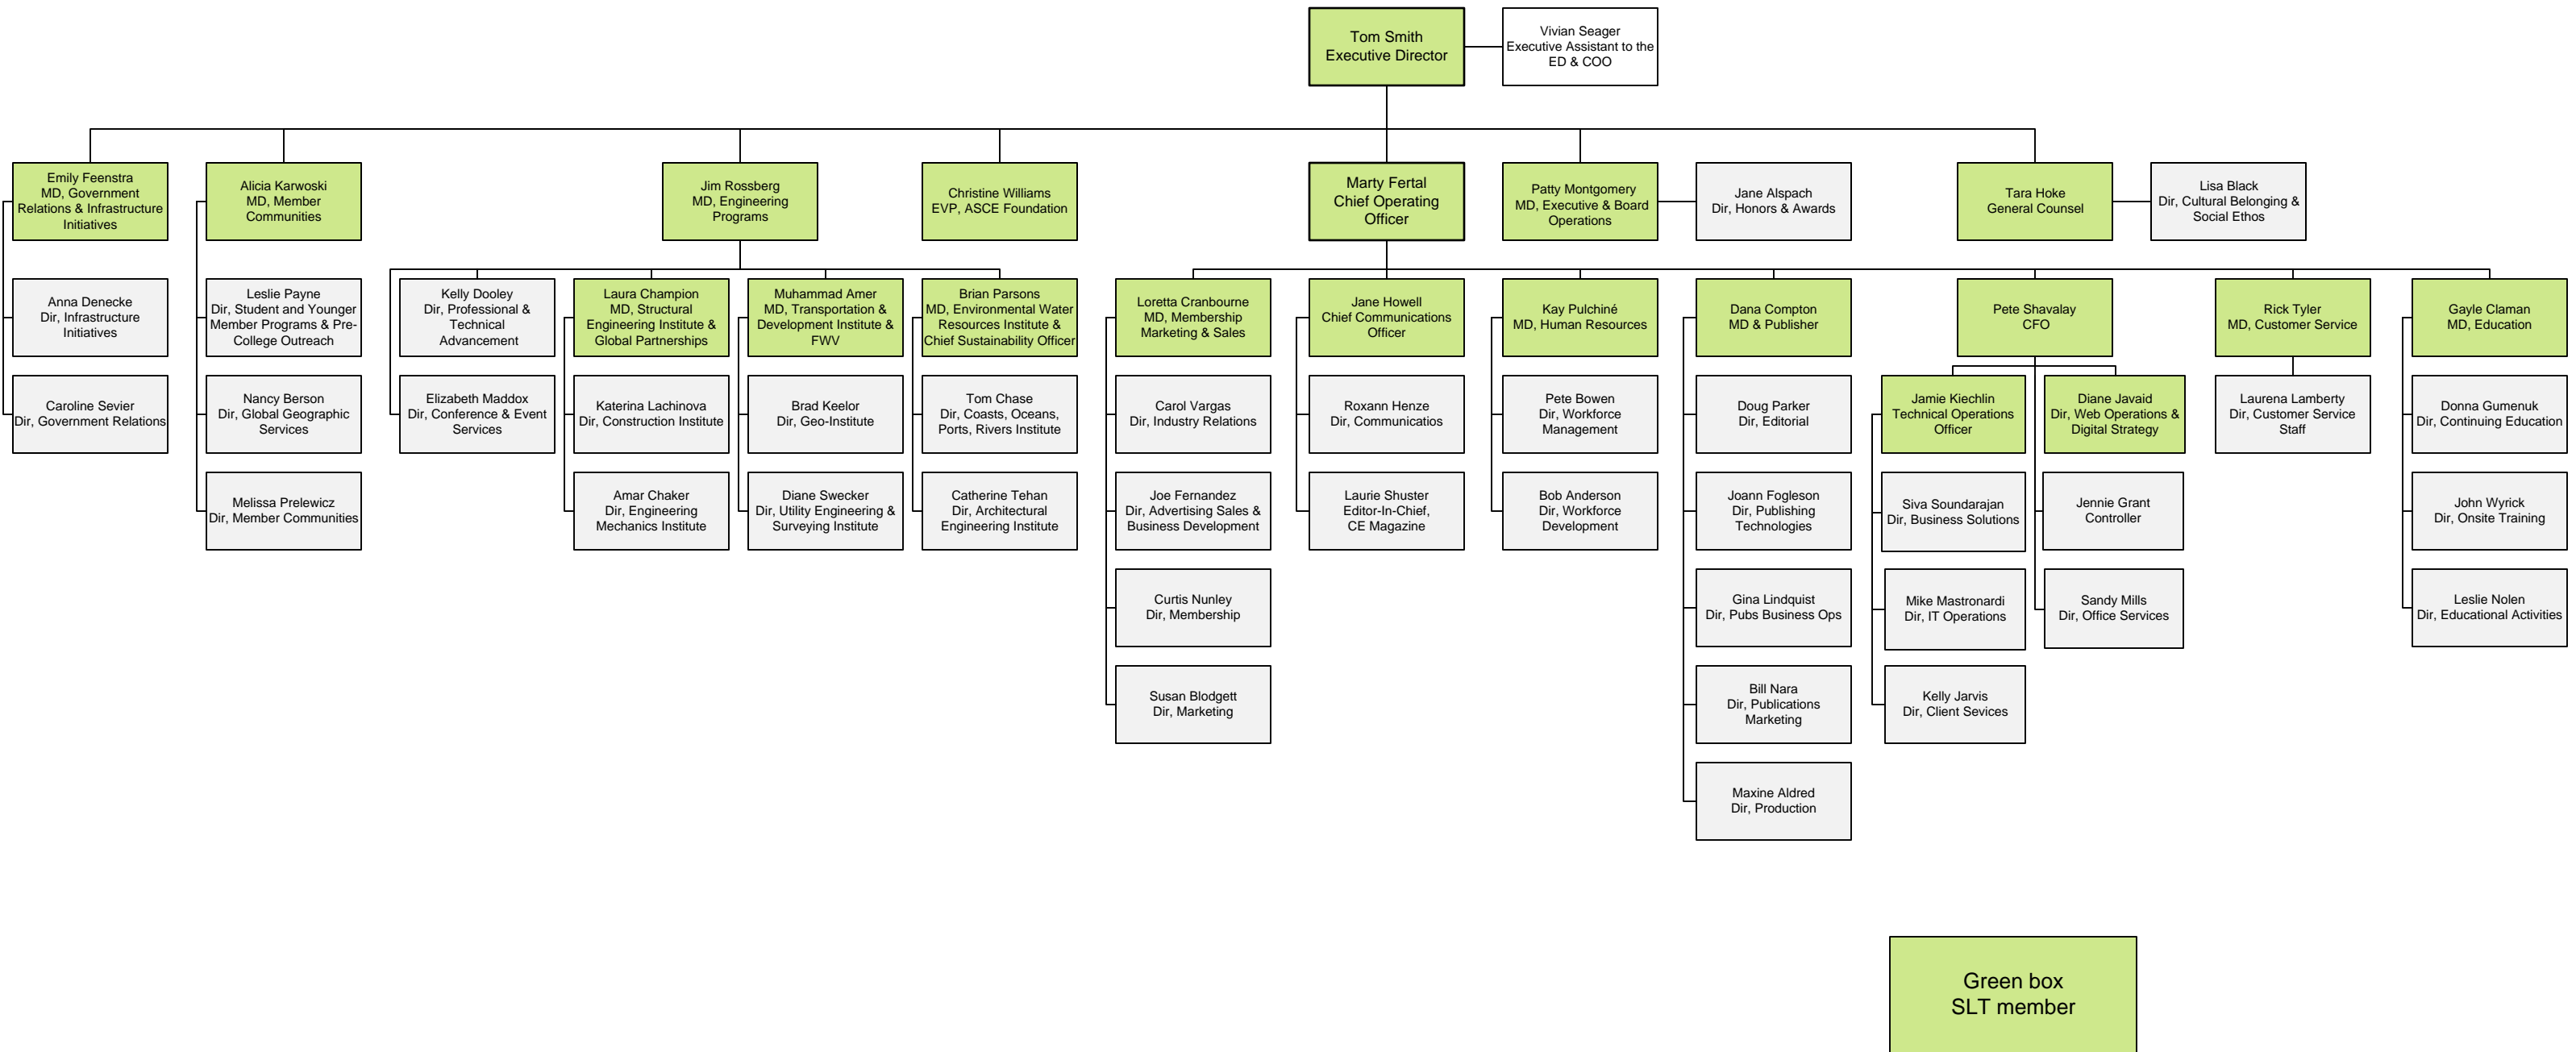 Tom Smith
Executive Director
Vivian Seager
Executive Assistant to the
ED & COO
Emily Feenstra
MD, Government
Relations & Infrastructure
Initiatives
Alicia Karwoski
MD, Member
Communities
Jim Rossberg
MD, Engineering
Programs
Christine Williams
EVP, ASCE Foundation
Marty Fertal
Chief Operating
Officer
Patty Montgomery
MD, Executive & Board
Operations
Jane Alspach
Dir, Honors & Awards
Tara Hoke
General Counsel
Lisa Black
Dir, Cultural Belonging &
Social Ethos
Anna Denecke
Dir, Infrastructure
Initiatives
Leslie Payne
Dir, Student and Younger
Member Programs & Pre-
College Outreach
Kelly Dooley
Dir, Professional &
Technical
Advancement
Laura Champion
MD, Structural
Engineering Institute &
Global Partnerships
Muhammad Amer
MD, Transportation &
Development Institute &
FWV
Brian Parsons
MD, Environmental Water
Resources Institute &
Chief Sustainability Officer
Loretta Cranbourne
MD, Membership
Marketing & Sales
Jane Howell
Chief Communications
Officer
Kay Pulchiné
MD, Human Resources
Dana Compton
MD & Publisher
Pete Shavalay
CFO
Rick Tyler
MD, Customer Service
Gayle Claman
MD, Education
Caroline Sevier
Dir, Government Relations
Nancy Berson
Dir, Global Geographic
Services
Elizabeth Maddox
Dir, Conference & Event
Services
Katerina Lachinova
Dir, Construction Institute
Brad Keelor
Dir, Geo-Institute
Tom Chase
Dir, Coasts, Oceans,
Ports, Rivers Institute
Carol Vargas
Dir, Industry Relations
Roxann Henze
Dir, Communicatios
Pete Bowen
Dir, Workforce
Management
Doug Parker
Dir, Editorial
Jamie Kiechlin
Technical Operations
Officer
Diane Javaid
Dir, Web Operations &
Digital Strategy
Laurena Lamberty
Dir, Customer Service
Staff
Donna Gumenuk
Dir, Continuing Education
Melissa Prelewicz
Dir, Member Communities
Amar Chaker
Dir, Engineering
Mechanics Institute
Diane Swecker
Dir, Utility Engineering &
Surveying Institute
Catherine Tehan
Dir, Architectural
Engineering Institute
Joe Fernandez
Dir, Advertising Sales &
Business Development
Laurie Shuster
Editor-In-Chief,
CE Magazine
Bob Anderson
Dir, Workforce
Development
Joann Fogleson
Dir, Publishing
Technologies
Siva Soundarajan
Dir, Business Solutions
Jennie Grant
Controller
John Wyrick
Dir, Onsite Training
Curtis Nunley
Dir, Membership
Gina Lindquist
Dir, Pubs Business Ops
Mike Mastronardi
Dir, IT Operations
Sandy Mills
Dir, Office Services
Leslie Nolen
Dir, Educational Activities
Susan Blodgett
Dir, Marketing
Bill Nara
Dir, Publications
Marketing
Kelly Jarvis
Dir, Client Sevices
Maxine Aldred
Dir, Production
Green box
SLT member